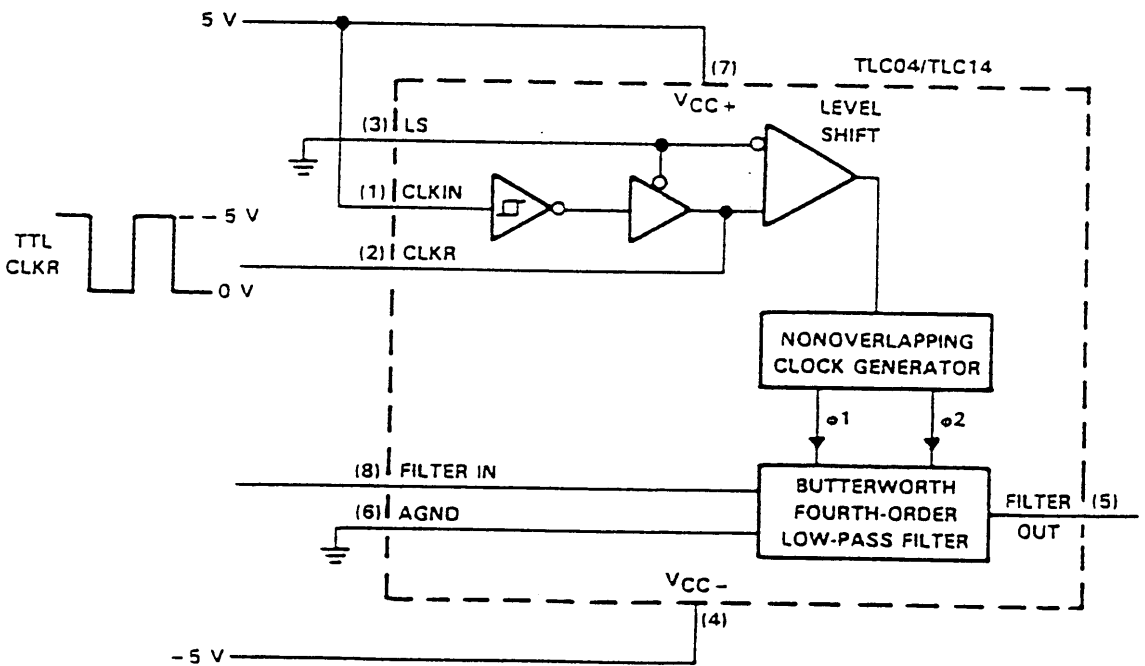 5 V
(7)
TLC04/TLC14
VCC+
LEVEL
SHIFT
(3) LS
(1) CLKIN
– 5 V
TTL
CLKR
(2) CLKR
0 V
NONOVERLAPPING
CLOCK GENERATOR
φ1
φ2
(8) FILTER IN
BUTTERWORTH
FOURTH-ORDER
LOW-PASS FILTER
FILTER
OUT
(5)
(6) AGND
VCC–
(4)
–5 V